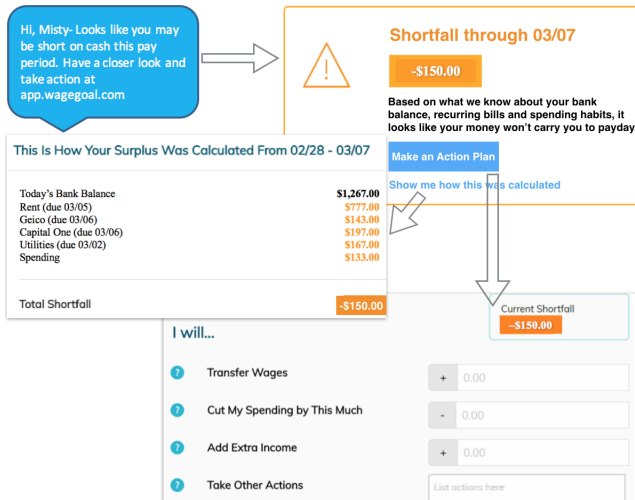 Hi, Misty- Looks like you may
be short on cash this pay
period. Have a closer look and
take action at
app.wagegoal.com
Shortfall through 03/07
-$150.00
Based on what we know about your bank
balance, recurring bills and spending habits, it
looks like your money won't carry you to payday
Make an Action Plan
Show me how this was calculated
This Is How Your Surplus Was Calculated From 02/28 - 03/07
Today's Bank Balance $1,267.00
Rent (due 03/05) $777.00
Geico (due 03/06) $143.00
Capital One (due 03/06) $197.00
Utilities (due 03/02) $167.00
Spending $133.00
Total Shortfall -$150.00
Current Shortfall
-$150.00
I will...
? Transfer Wages + 0.00
? Cut My Spending by This Much - 0.00
? Add Extra Income + 0.00
? Take Other Actions List actions here